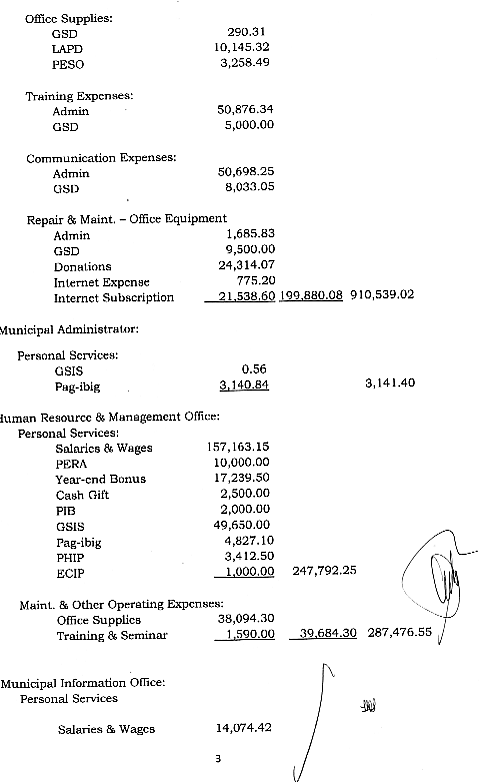 Office Supplies:
GSD 290.31
LAPD 10,145.32
PESO 3,258.49
Training Expenses:
Admin 50,876.34
GSD 5,000.00
Communication Expenses:
Admin 50,698.25
GSD 8,033.05
Repair & Maint. – Office Equipment
Admin 1,685.83
GSD 9,500.00
Donations 24,314.07
Internet Expense 775.20
Internet Subscription 21,538.60 199,880.08 910,539.02
Municipal Administrator:
Personal Services:
GSIS 0.56
Pag-ibig 3,140.84 3,141.40
Human Resource & Management Office:
Personal Services:
Salaries & Wages 157,163.15
PERA 10,000.00
Year-end Bonus 17,239.50
Cash Gift 2,500.00
PIB 2,000.00
GSIS 49,650.00
Pag-ibig 4,827.10
PHIP 3,412.50
ECIP 1,000.00 247,792.25
Maint. & Other Operating Expenses:
Office Supplies 38,094.30
Training & Seminar 1,590.00 39,684.30 287,476.55
Municipal Information Office:
Personal Services
Salaries & Wages 14,074.42
3